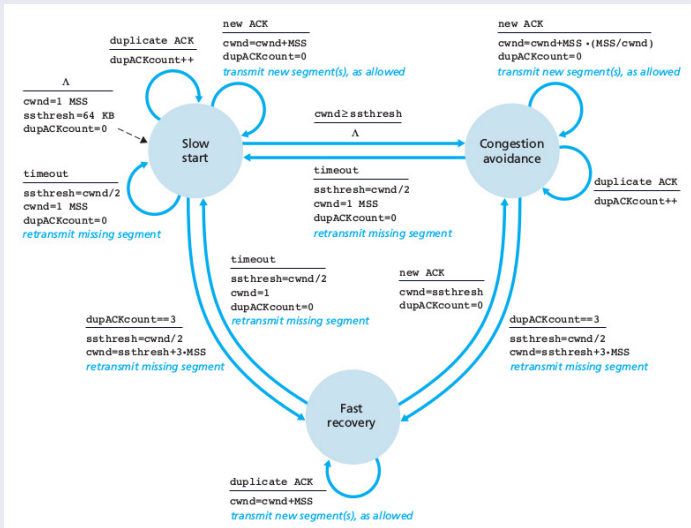 new ACK
cwnd=cwnd+MSS
dupACKcount=0
transmit new segment(s), as allowed
new ACK
cwnd=cwnd+MSS·(MSS/cwnd)
dupACKcount=0
transmit new segment(s), as allowed
duplicate ACK
dupACKcount++
Λ
cwnd=1 MSS
ssthresh=64 KB
dupACKcount=0
cwnd≥ssthresh
Λ
Slow
start
Congestion
avoidance
timeout
ssthresh=cwnd/2
cwnd=1 MSS
dupACKcount=0
retransmit missing segment
timeout
ssthresh=cwnd/2
cwnd=1 MSS
dupACKcount=0
retransmit missing segment
duplicate ACK
dupACKcount++
timeout
ssthresh=cwnd/2
cwnd=1
dupACKcount=0
retransmit missing segment
new ACK
cwnd=ssthresh
dupACKcount=0
dupACKcount==3
ssthresh=cwnd/2
cwnd=ssthresh+3·MSS
retransmit missing segment
dupACKcount==3
ssthresh=cwnd/2
cwnd=ssthresh+3·MSS
retransmit missing segment
Fast
recovery
duplicate ACK
cwnd=cwnd+MSS
transmit new segment(s), as allowed